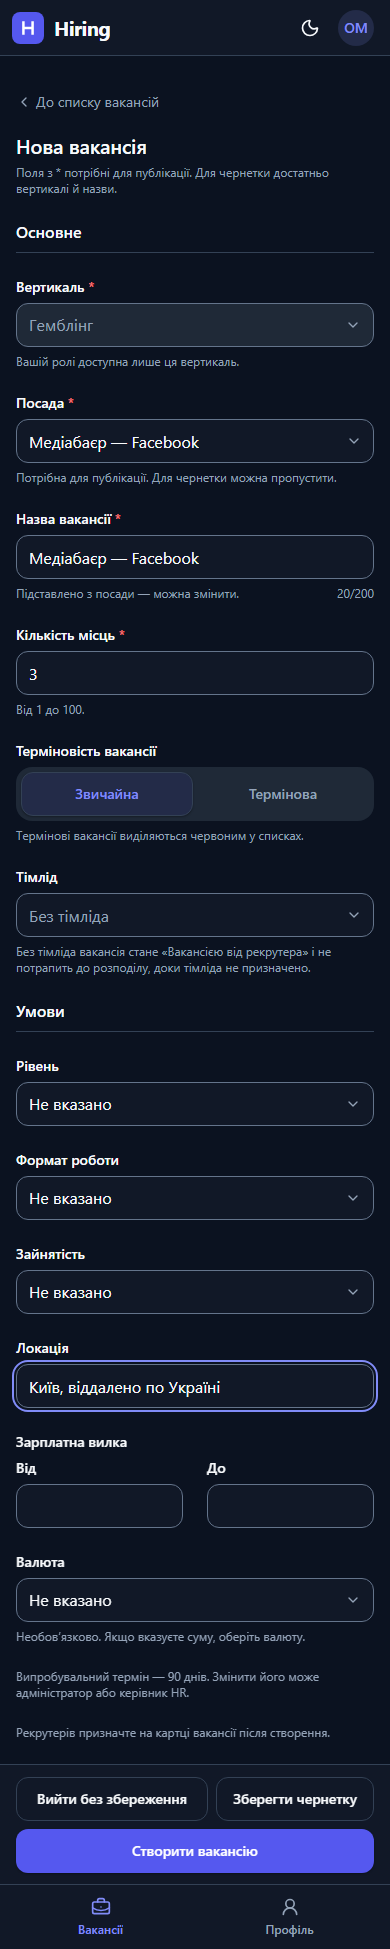 H Hiring OM
До списку вакансій
Нова вакансія
Поля з * потрібні для публікації. Для чернетки достатньо
вертикалі й назви.
Основне
Вертикаль *
Гемблінг
Вашій ролі доступна лише ця вертикаль.
Посада *
Медіабаєр — Facebook
Потрібна для публікації. Для чернетки можна пропустити.
Назва вакансії *
Медіабаєр — Facebook
Підставлено з посади — можна змінити. 20/200
Кількість місць *
3
Від 1 до 100.
Терміновість вакансії
Звичайна Термінова
Термінові вакансії виділяються червоним у списках.
Тімлід
Без тімліда
Без тімліда вакансія стане «Вакансією від рекрутера» і не
потрапить до розподілу, доки тімліда не призначено.
Умови
Рівень
Не вказано
Формат роботи
Не вказано
Зайнятість
Не вказано
Локація
Київ, віддалено по Україні
Зарплатна вилка
Від До
Валюта
Не вказано
Необов'язково. Якщо вказуєте суму, оберіть валюту.
Випробувальний термін — 90 днів. Змінити його може
адміністратор або керівник HR.
Рекрутерів призначте на картці вакансії після створення.
Вийти без збереження Зберегти чернетку
Створити вакансію
Вакансії Профіль